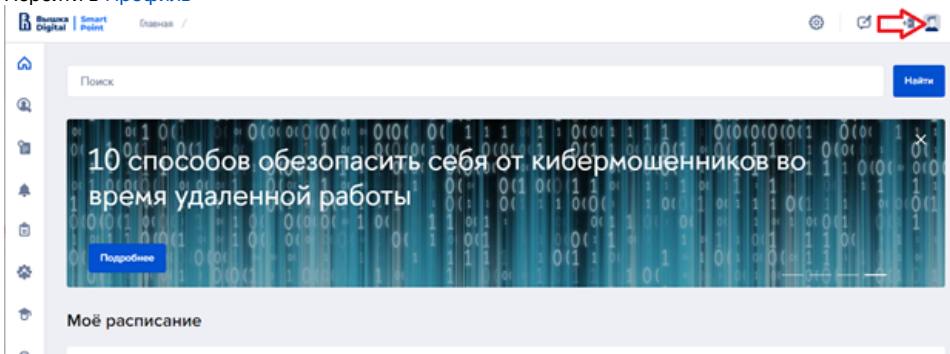 Перейти в Профиль
Вышка Digital | Smart Point
Главная /
Поиск
Найти
10 способов обезопасить себя от кибермошенников во
время удаленной работы
Подробнее
Моё расписание